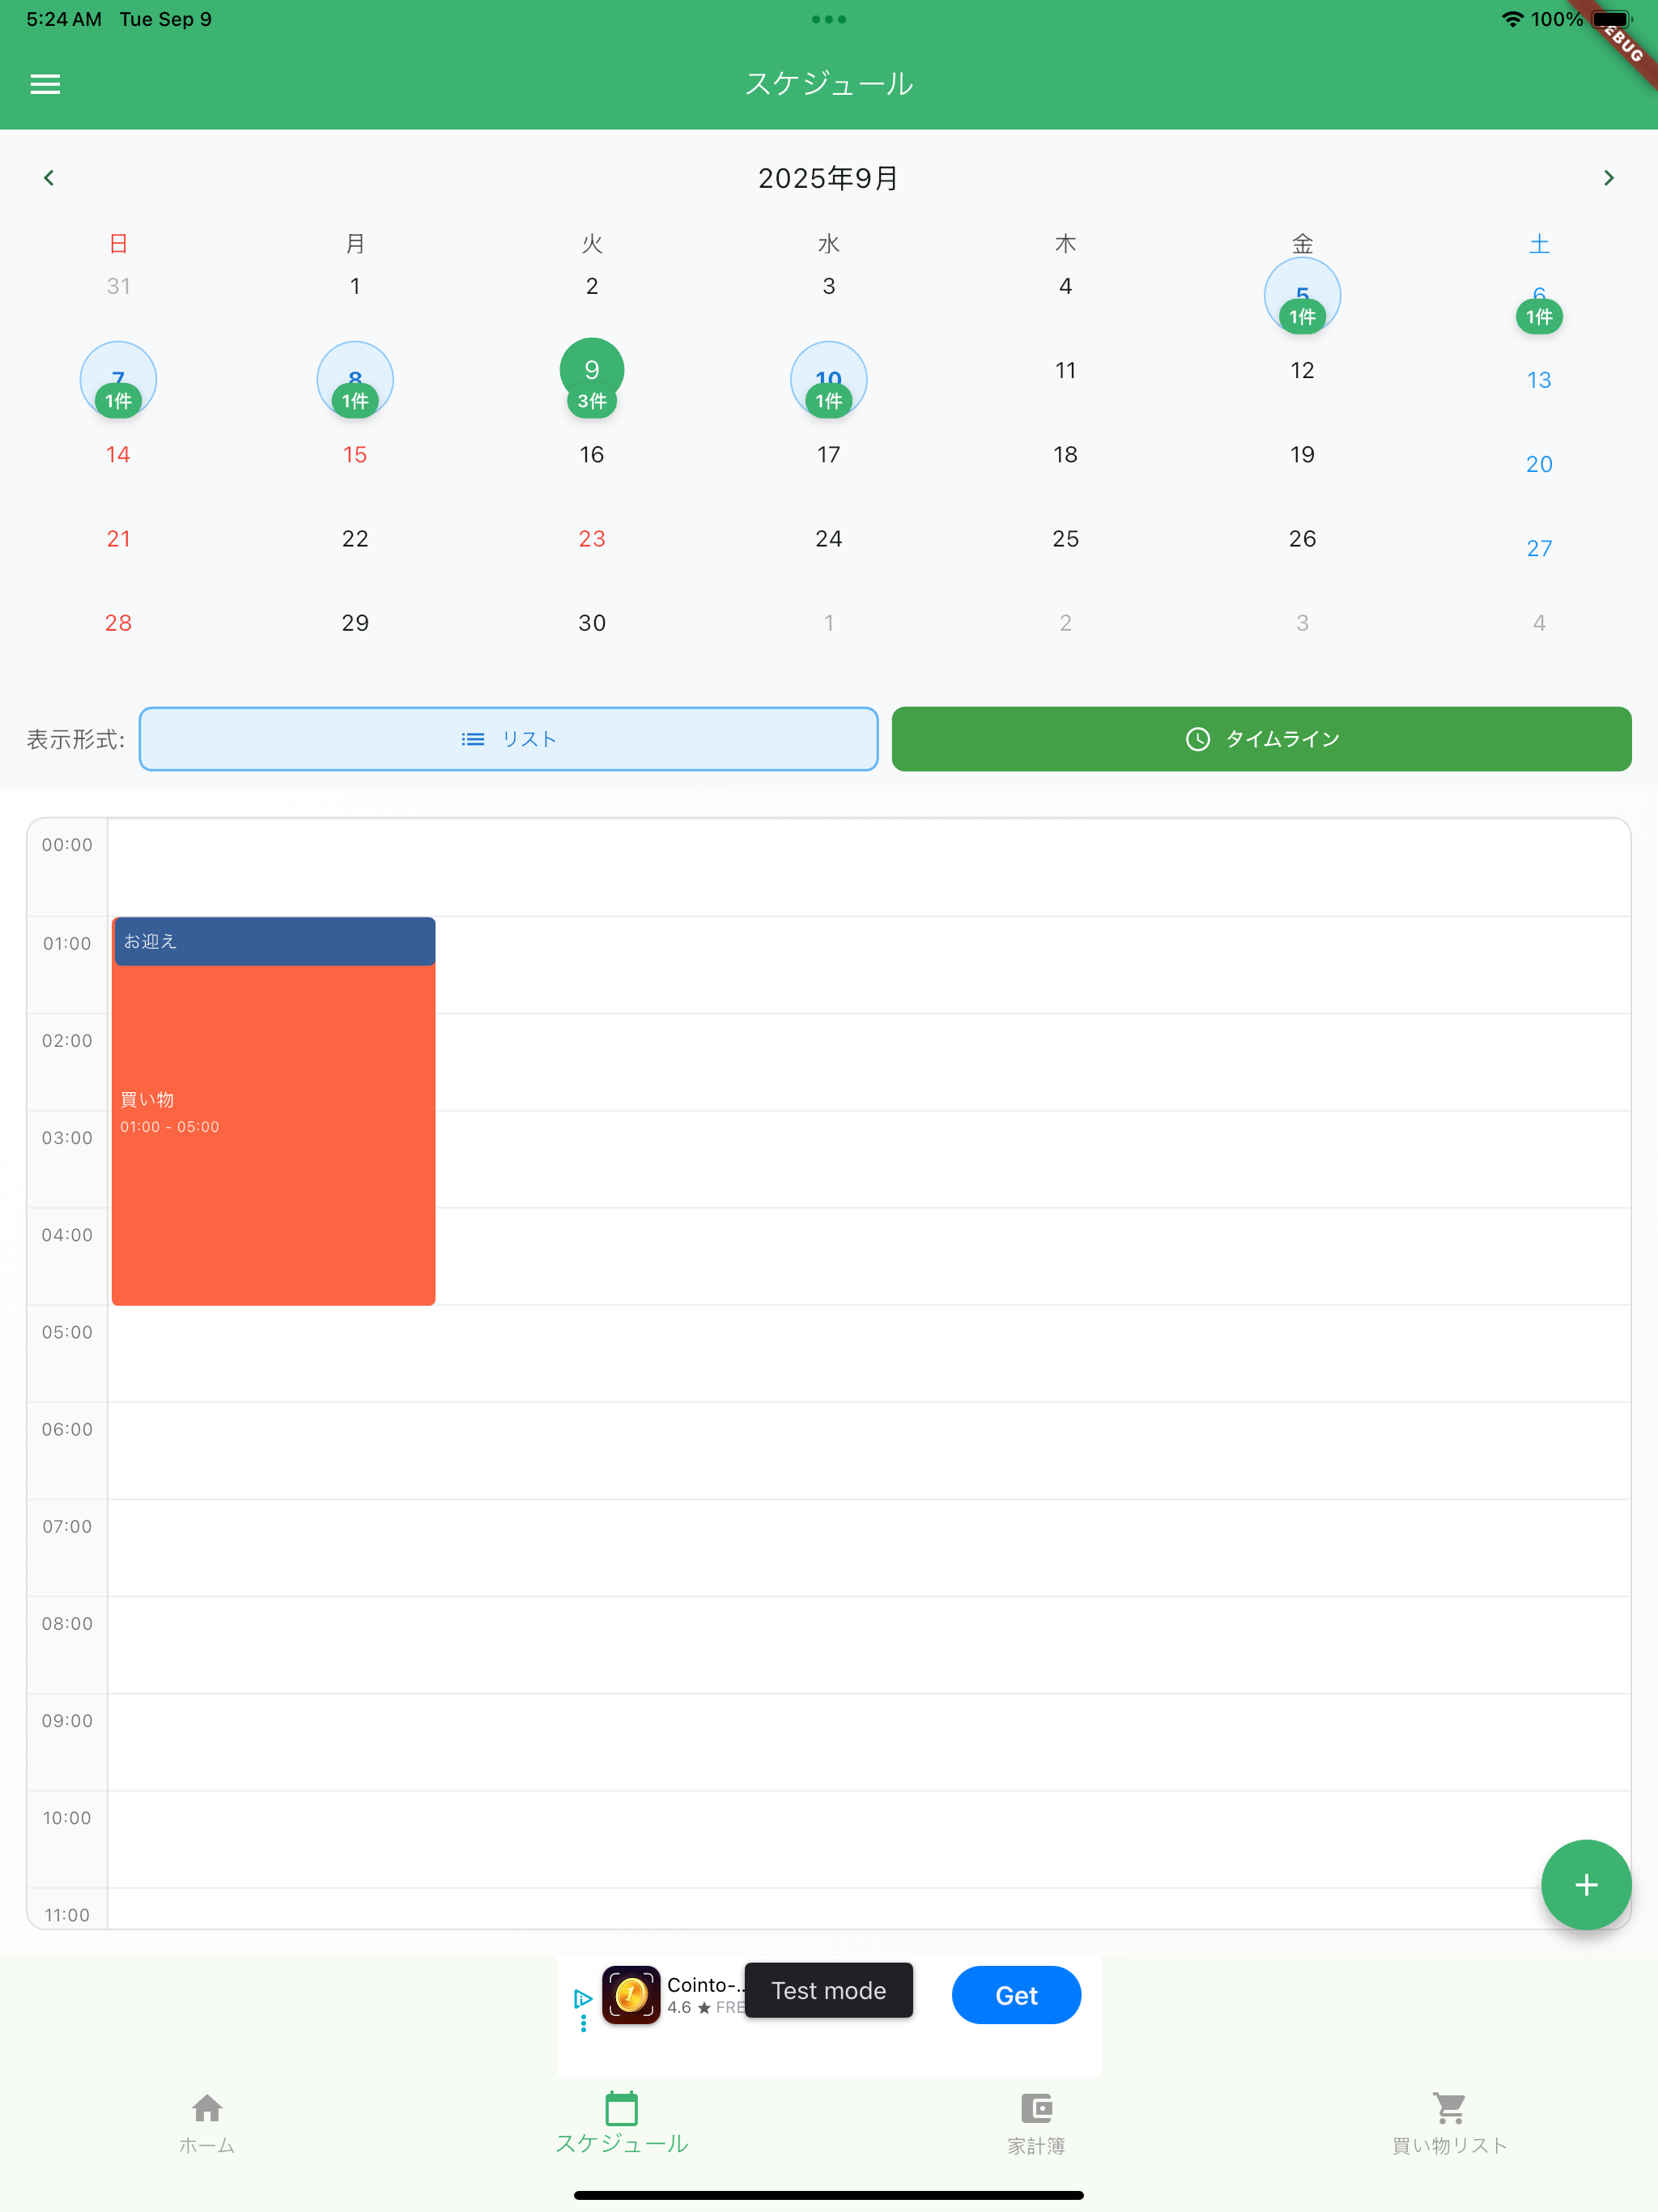 5:24 AM Tue Sep 9
100%
EBUG
スケジュール
2025年9月
日 月 火 水 木 金 土
31 1 2 3 4 5 6
1件 1件
7 8 9 10 11 12 13
1件 1件 3件 1件
14 15 16 17 18 19 20
21 22 23 24 25 26 27
28 29 30 1 2 3 4
表示形式: リスト タイムライン
00:00
01:00
お迎え
02:00
買い物
01:00 - 05:00
03:00
04:00
05:00
06:00
07:00
08:00
09:00
10:00
+
11:00
Cointo-..
4.6 ★ FRE
Test mode
Get
ホーム スケジュール 家計簿 買い物リスト